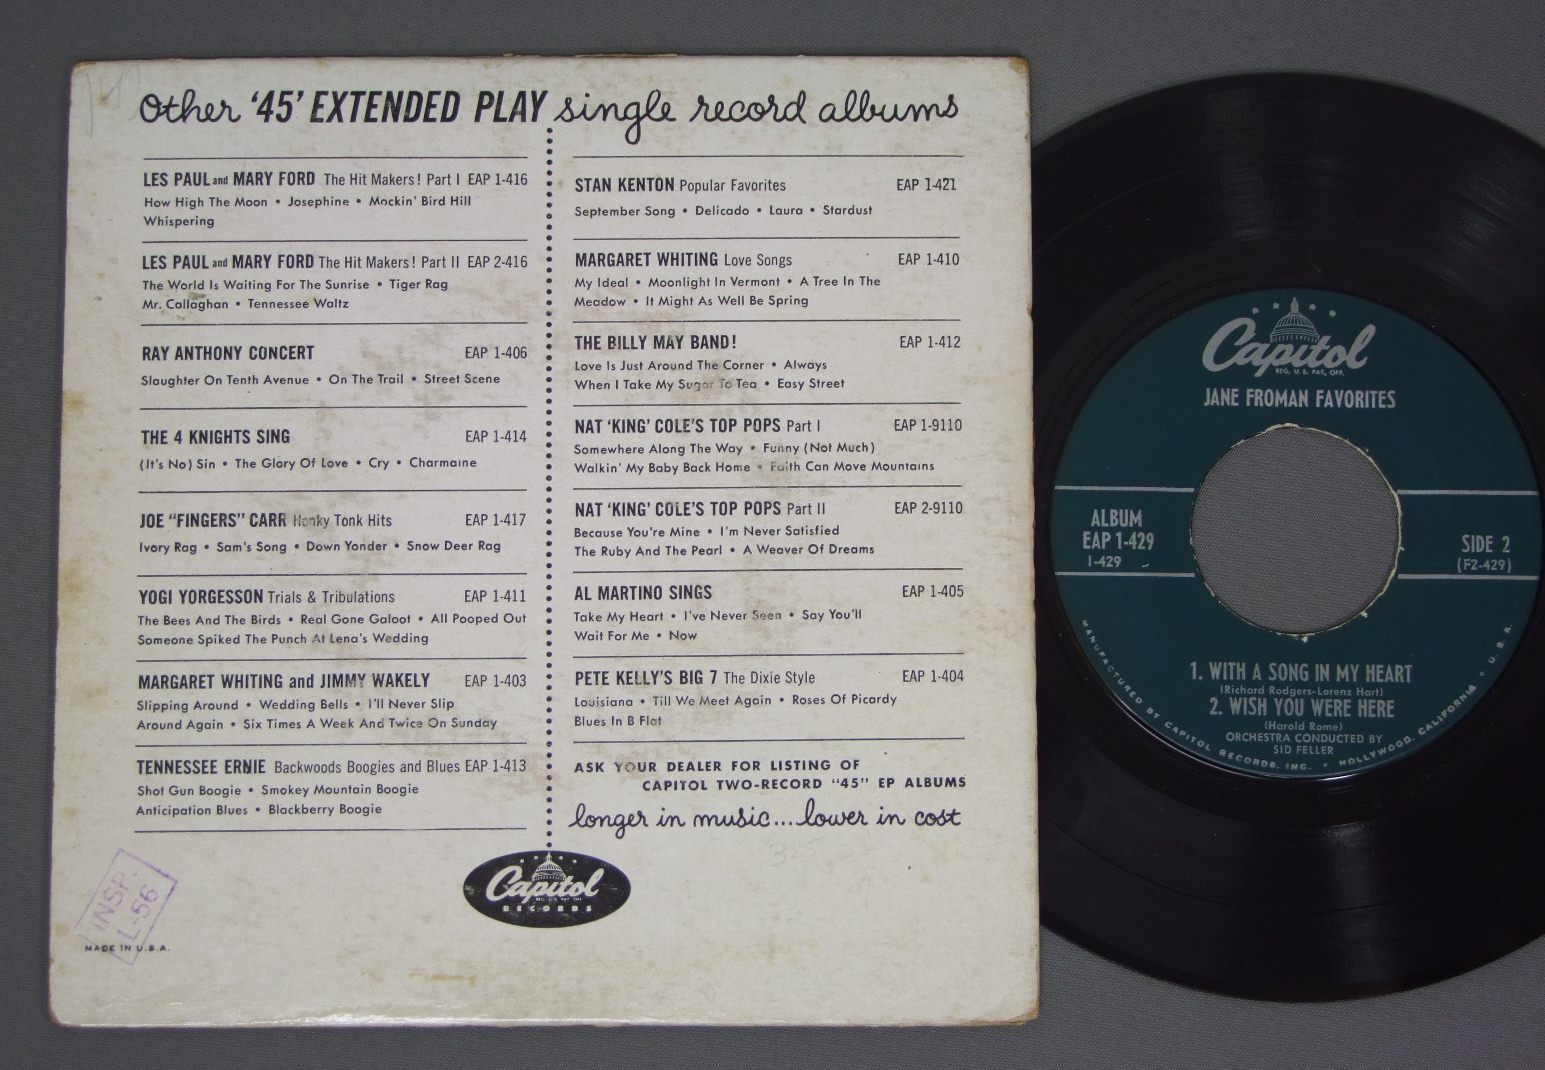 Other '45' EXTENDED PLAY single record albums
LES PAUL and MARY FORD The Hit Makers! Part I EAP 1-416
How High The Moon • Josephine • Mockin' Bird Hill
Whispering
LES PAUL and MARY FORD The Hit Makers! Part II EAP 2-416
The World Is Waiting For The Sunrise • Tiger Rag
Mr. Callaghan • Tennessee Waltz
RAY ANTHONY CONCERT EAP 1-406
Slaughter On Tenth Avenue • On The Trail • Street Scene
THE 4 KNIGHTS SING EAP 1-414
(It's No) Sin • The Glory Of Love • Cry • Charmaine
JOE "FINGERS" CARR Honky Tonk Hits EAP 1-417
Ivory Rag • Sam's Song • Down Yonder • Snow Deer Rag
YOGI YORGESSON Trials & Tribulations EAP 1-411
The Bees And The Birds • Real Gone Galoot • All Pooped Out
Someone Spiked The Punch At Lena's Wedding
MARGARET WHITING and JIMMY WAKELY EAP 1-403
Slipping Around • Wedding Bells • I'll Never Slip
Around Again • Six Times A Week And Twice On Sunday
TENNESSEE ERNIE Backwoods Boogies and Blues EAP 1-413
Shot Gun Boogie • Smokey Mountain Boogie
Anticipation Blues • Blackberry Boogie
STAN KENTON Popular Favorites EAP 1-421
September Song • Delicado • Laura • Stardust
MARGARET WHITING Love Songs EAP 1-410
My Ideal • Moonlight In Vermont • A Tree In The
Meadow • It Might As Well Be Spring
THE BILLY MAY BAND! EAP 1-412
Love Is Just Around The Corner • Always
When I Take My Sugar To Tea • Easy Street
NAT 'KING' COLE'S TOP POPS Part I EAP 1-9110
Somewhere Along The Way • Funny (Not Much)
Walkin' My Baby Back Home • Faith Can Move Mountains
NAT 'KING' COLE'S TOP POPS Part II EAP 2-9110
Because You're Mine • I'm Never Satisfied
The Ruby And The Pearl • A Weaver Of Dreams
AL MARTINO SINGS EAP 1-405
Take My Heart • I've Never Seen • Say You'll
Wait For Me • Now
PETE KELLY'S BIG 7 The Dixie Style EAP 1-404
Louisiana • Till We Meet Again • Roses Of Picardy
Blues In B Flat
ASK YOUR DEALER FOR LISTING OF
CAPITOL TWO-RECORD "45" EP ALBUMS
longer in music...lower in cost
Capitol
RECORDS
INSP.
L-56
MADE IN U.S.A.
Capitol
REG. U.S. PAT. OFF.
JANE FROMAN FAVORITES
ALBUM
EAP 1-429
1-429
SIDE 2
(F2-429)
1. WITH A SONG IN MY HEART
(Richard Rodgers-Lorenz Hart)
2. WISH YOU WERE HERE
(Harold Rome)
ORCHESTRA CONDUCTED BY
SID FELLER
MANUFACTURED BY CAPITOL RECORDS, INC. • HOLLYWOOD, CALIFORNIA • U.S.A.